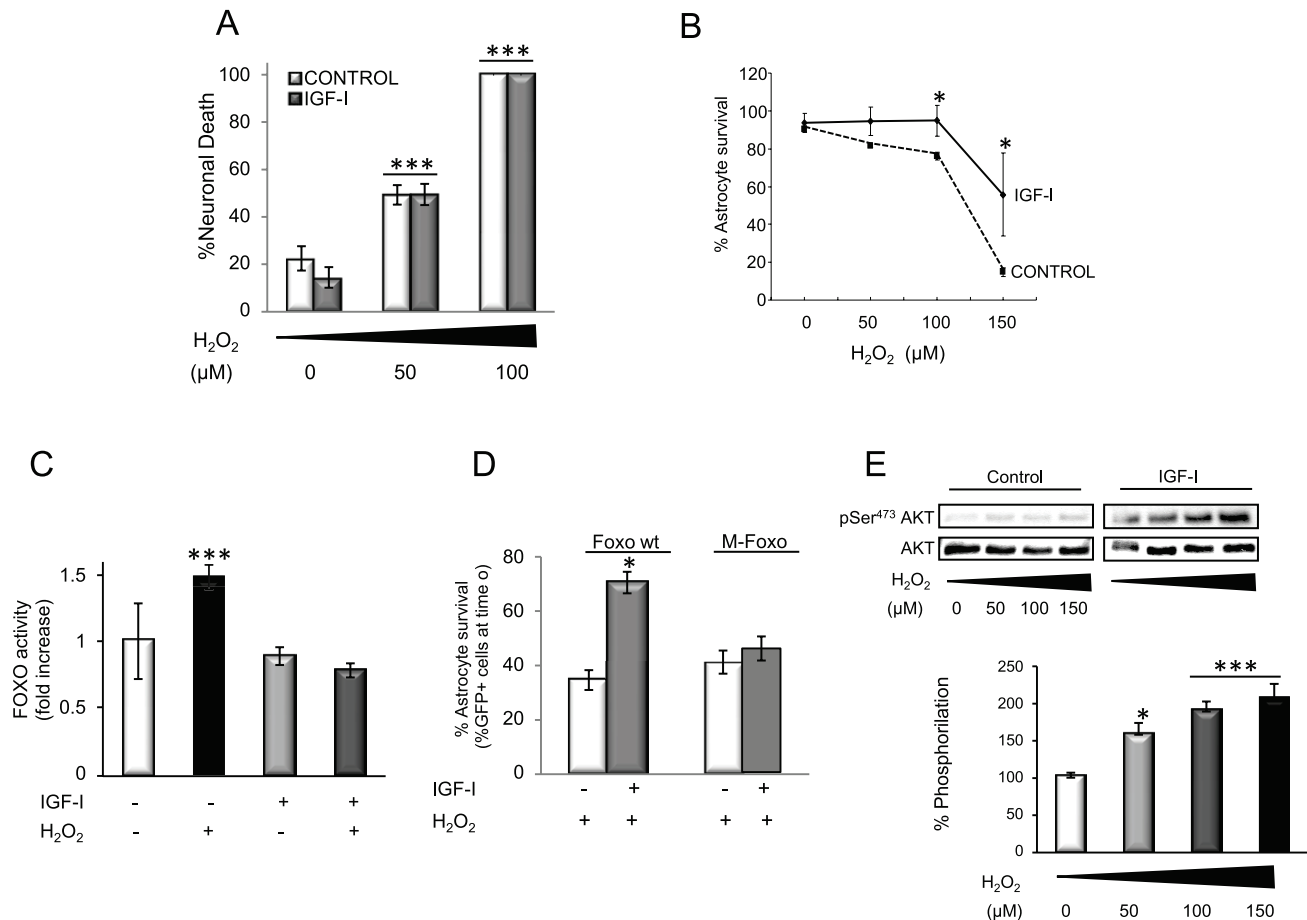 A
***
***
100
80
60
40
20
0
%Neuronal Death
CONTROL
IGF-I
H₂O₂
(µM)
0 50 100
B
120
100
80
60
40
20
0
% Astrocyte survival
*
*
IGF-I
CONTROL
0 50 100 150
H₂O₂ (µM)
C
***
1.5
1
0.5
0
FOXO activity
(fold increase)
IGF-I - - + +
H₂O₂ - + - +
D
Foxo wt M-Foxo
*
80
60
40
20
0
% Astrocyte survival
(%GFP+ cells at time o)
IGF-I - + - +
H₂O₂ + + + +
E
Control IGF-I
pSer⁴⁷³ AKT
AKT
H₂O₂
(µM) 0 50 100 150
250
200
150
100
50
0
% Phosphorilation
*
***
H₂O₂
(µM) 0 50 100 150